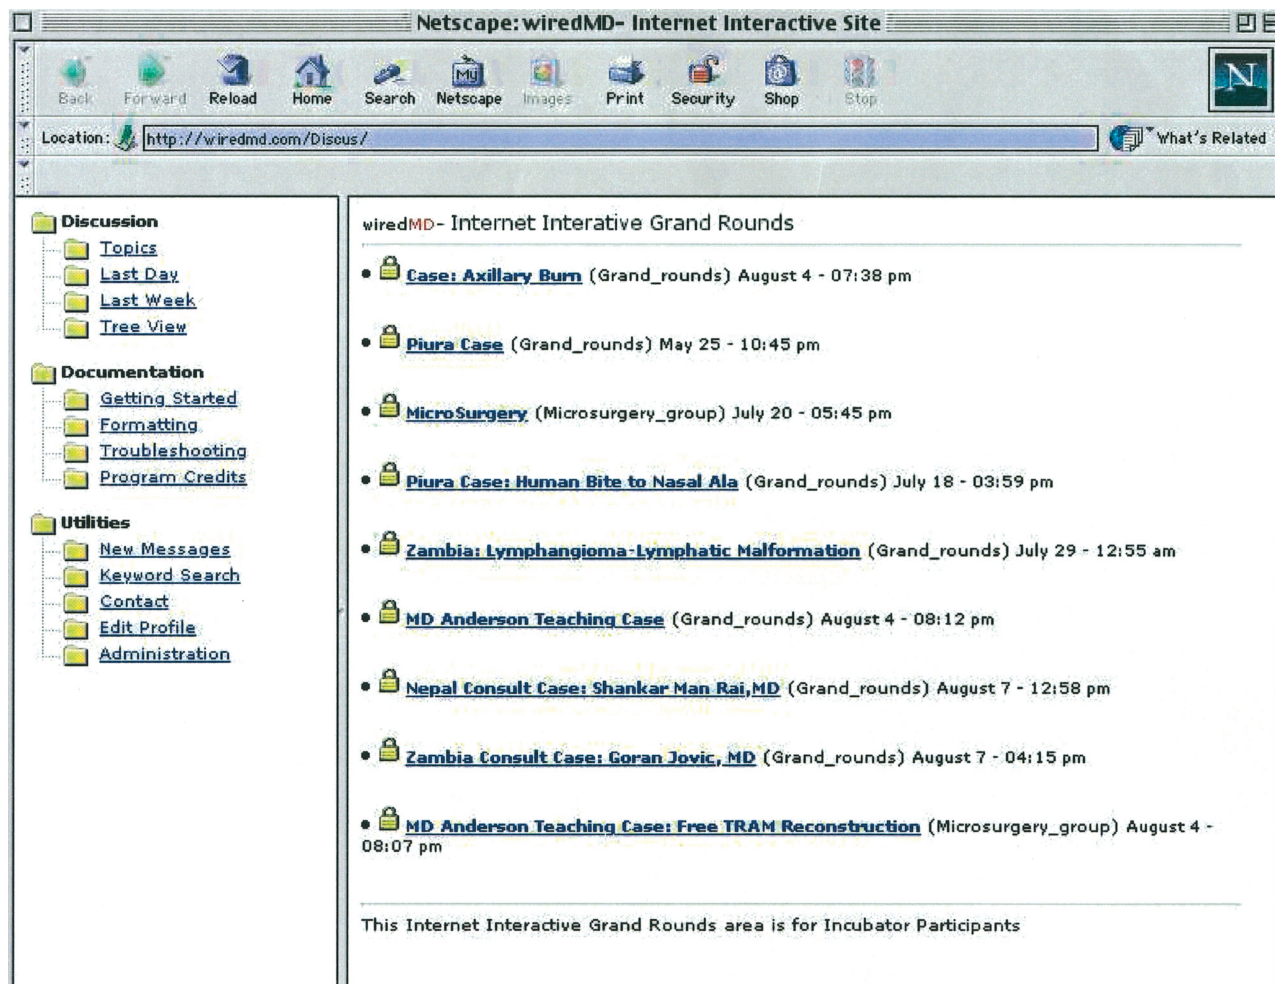 Netscape: wiredMD- Internet Interactive Site
Back Forward Reload Home Search Netscape Images Print Security Shop Stop
My
N
Location: http://wiredmd.com/Discus/ What's Related
Discussion
Topics
Last Day
Last Week
Tree View
Documentation
Getting Started
Formatting
Troubleshooting
Program Credits
Utilities
New Messages
Keyword Search
Contact
Edit Profile
Administration
wiredMD- Internet Interative Grand Rounds
• Case: Axillary Burn (Grand_rounds) August 4 - 07:38 pm
• Piura Case (Grand_rounds) May 25 - 10:45 pm
• MicroSurgery (Microsurgery_group) July 20 - 05:45 pm
• Piura Case: Human Bite to Nasal Ala (Grand_rounds) July 18 - 03:59 pm
• Zambia: Lymphangioma-Lymphatic Malformation (Grand_rounds) July 29 - 12:55 am
• MD Anderson Teaching Case (Grand_rounds) August 4 - 08:12 pm
• Nepal Consult Case: Shankar Man Rai,MD (Grand_rounds) August 7 - 12:58 pm
• Zambia Consult Case: Goran Jovic, MD (Grand_rounds) August 7 - 04:15 pm
• MD Anderson Teaching Case: Free TRAM Reconstruction (Microsurgery_group) August 4 -
08:07 pm
This Internet Interactive Grand Rounds area is for Incubator Participants